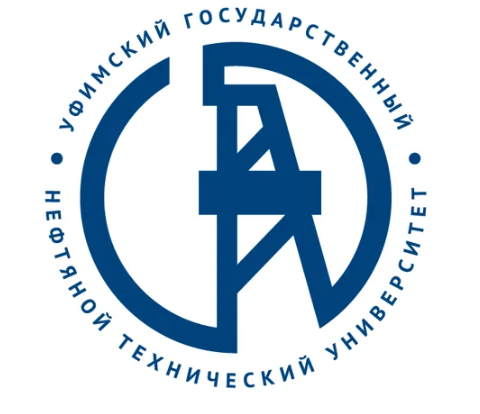 УФИМСКИЙ ГОСУДАРСТВЕННЫЙ
НЕФТЯНОЙ ТЕХНИЧЕСКИЙ УНИВЕРСИТЕТ